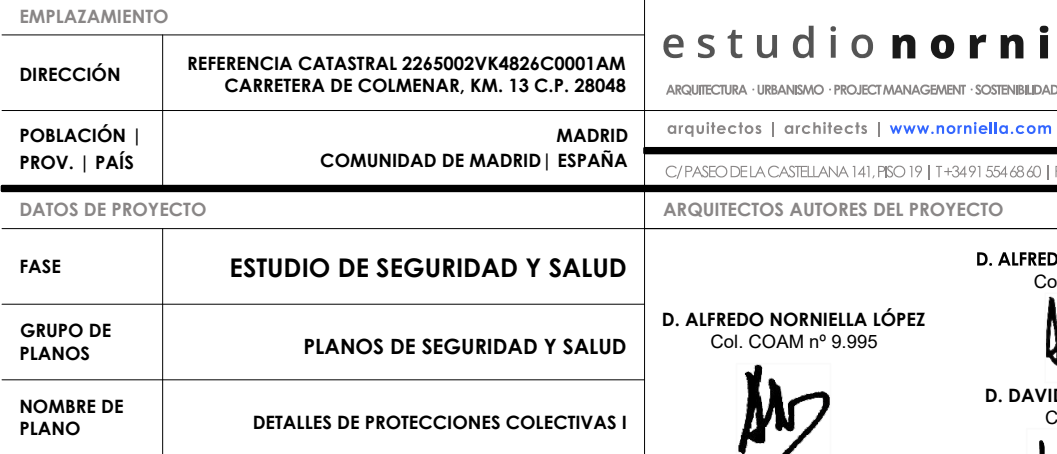 EMPLAZAMIENTO
DIRECCIÓN
REFERENCIA CATASTRAL 2265002VK4826C0001AM
CARRETERA DE COLMENAR, KM. 13 C.P. 28048
POBLACIÓN |
PROV. | PAÍS
MADRID
COMUNIDAD DE MADRID| ESPAÑA
DATOS DE PROYECTO
FASE
ESTUDIO DE SEGURIDAD Y SALUD
GRUPO DE
PLANOS
PLANOS DE SEGURIDAD Y SALUD
NOMBRE DE
PLANO
DETALLES DE PROTECCIONES COLECTIVAS I
estudio norni
ARQUITECTURA · URBANISMO · PROJECT MANAGEMENT · SOSTENIBILIDAD
arquitectos | architects | www.norniella.com
C/ PASEO DE LA CASTELLANA 141, PISO 19 | T +34 91 554 68 60 |
ARQUITECTOS AUTORES DEL PROYECTO
D. ALFREDO NORNIELLA LÓPEZ
Col. COAM nº 9.995
D. ALFRED
Co
D. DAVI
C